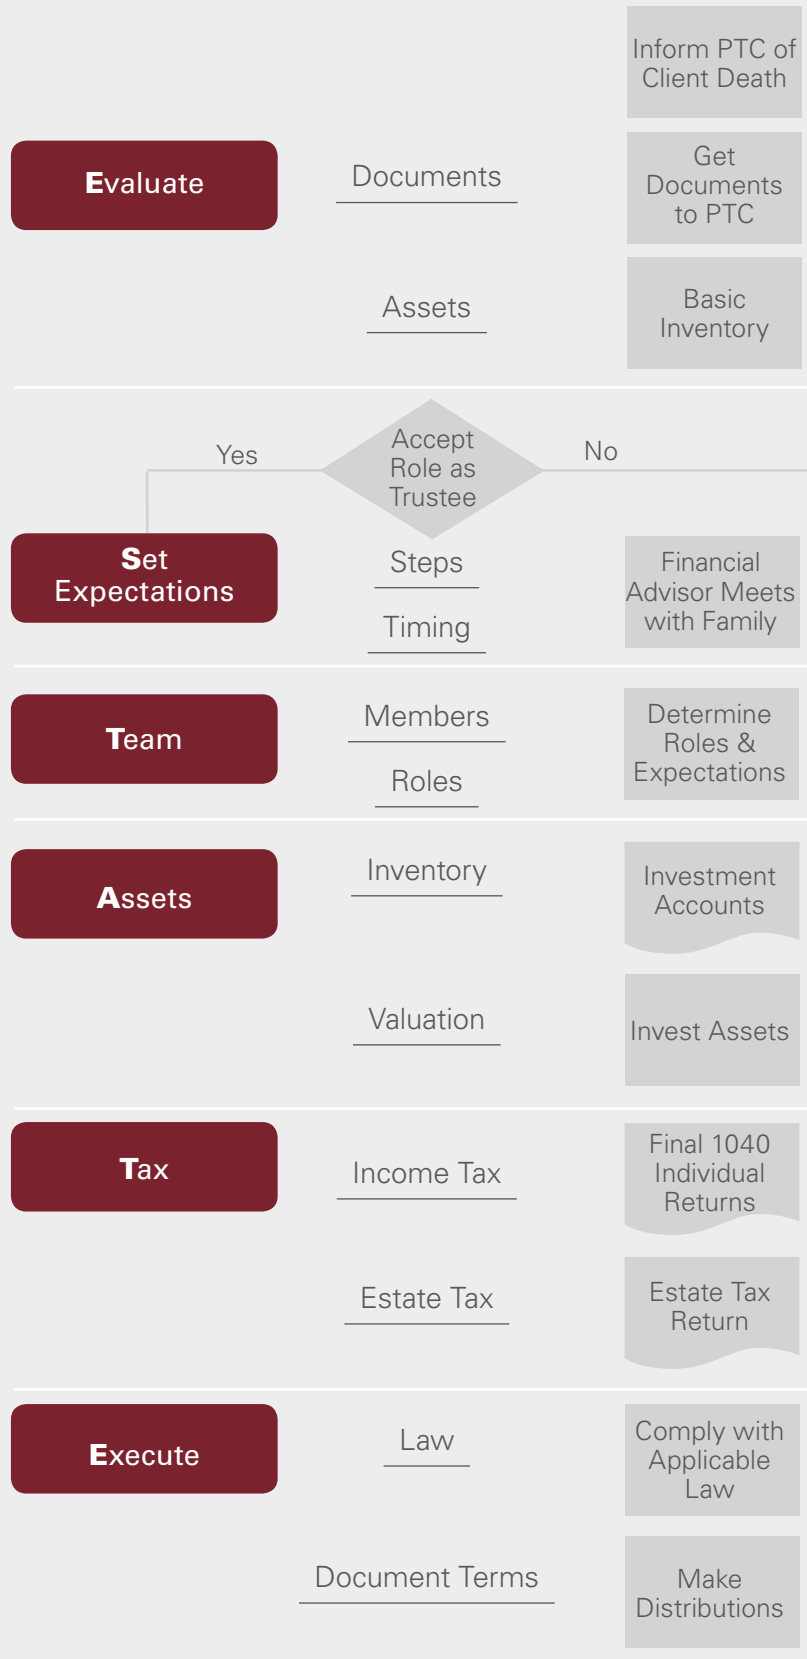 Inform PTC of
Client Death
Evaluate
Documents
Get
Documents
to PTC
Assets
Basic
Inventory
Yes
Accept
Role as
Trustee
No
Set
Expectations
Steps
Timing
Financial
Advisor Meets
with Family
Team
Members
Roles
Determine
Roles &
Expectations
Assets
Inventory
Investment
Accounts
Valuation
Invest Assets
Tax
Income Tax
Final 1040
Individual
Returns
Estate Tax
Estate Tax
Return
Execute
Law
Comply with
Applicable
Law
Document Terms
Make
Distributions